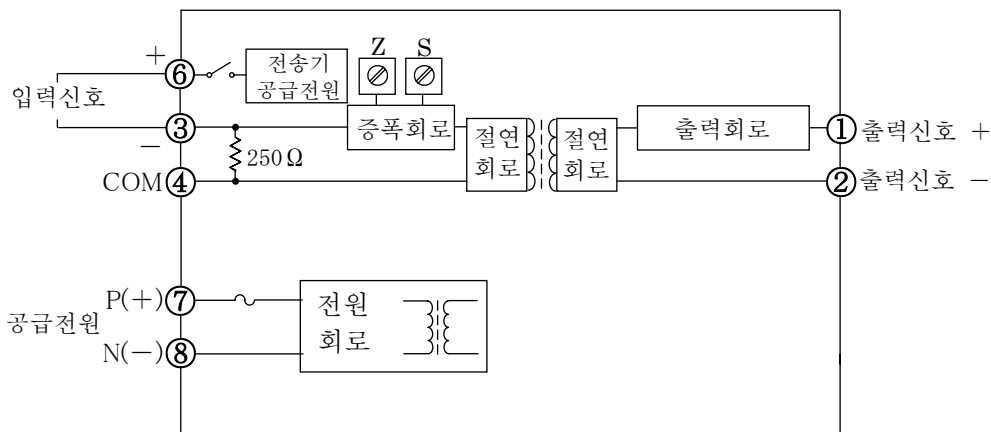 Z S
+
⑥
전송기
공급전원
입력신호
③
−
증폭회로
절연
회로
절연
회로
출력회로
① 출력신호 +
250Ω
COM ④
② 출력신호 −
P(+) ⑦
공급전원
N(−) ⑧
전원
회로